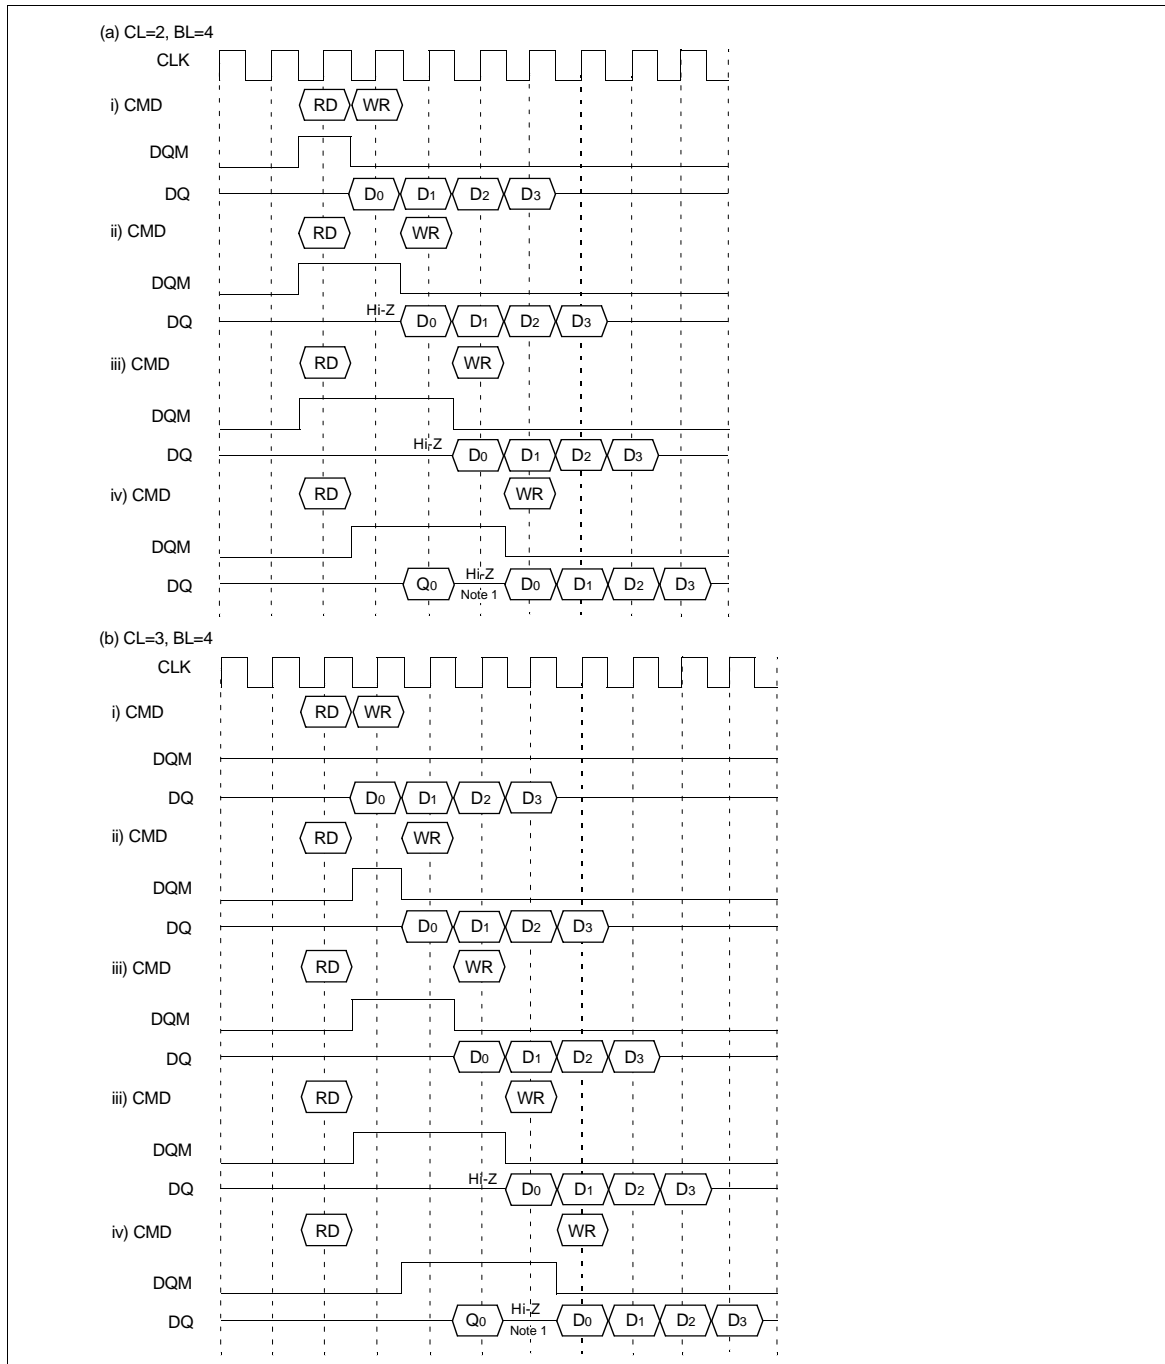 (a) CL=2, BL=4
CLK
i) CMD RD WR
DQM
DQ D0 D1 D2 D3
ii) CMD RD WR
DQM
Hi-Z
DQ D0 D1 D2 D3
iii) CMD RD WR
DQM
Hi-Z
DQ D0 D1 D2 D3
iv) CMD RD WR
DQM
Hi-Z
DQ Q0 D0 D1 D2 D3
Note 1
(b) CL=3, BL=4
CLK
i) CMD RD WR
DQM
DQ D0 D1 D2 D3
ii) CMD RD WR
DQM
DQ D0 D1 D2 D3
iii) CMD RD WR
DQM
DQ D0 D1 D2 D3
iii) CMD RD WR
DQM
Hi-Z
DQ D0 D1 D2 D3
iv) CMD RD WR
DQM
Hi-Z
DQ Q0 D0 D1 D2 D3
Note 1